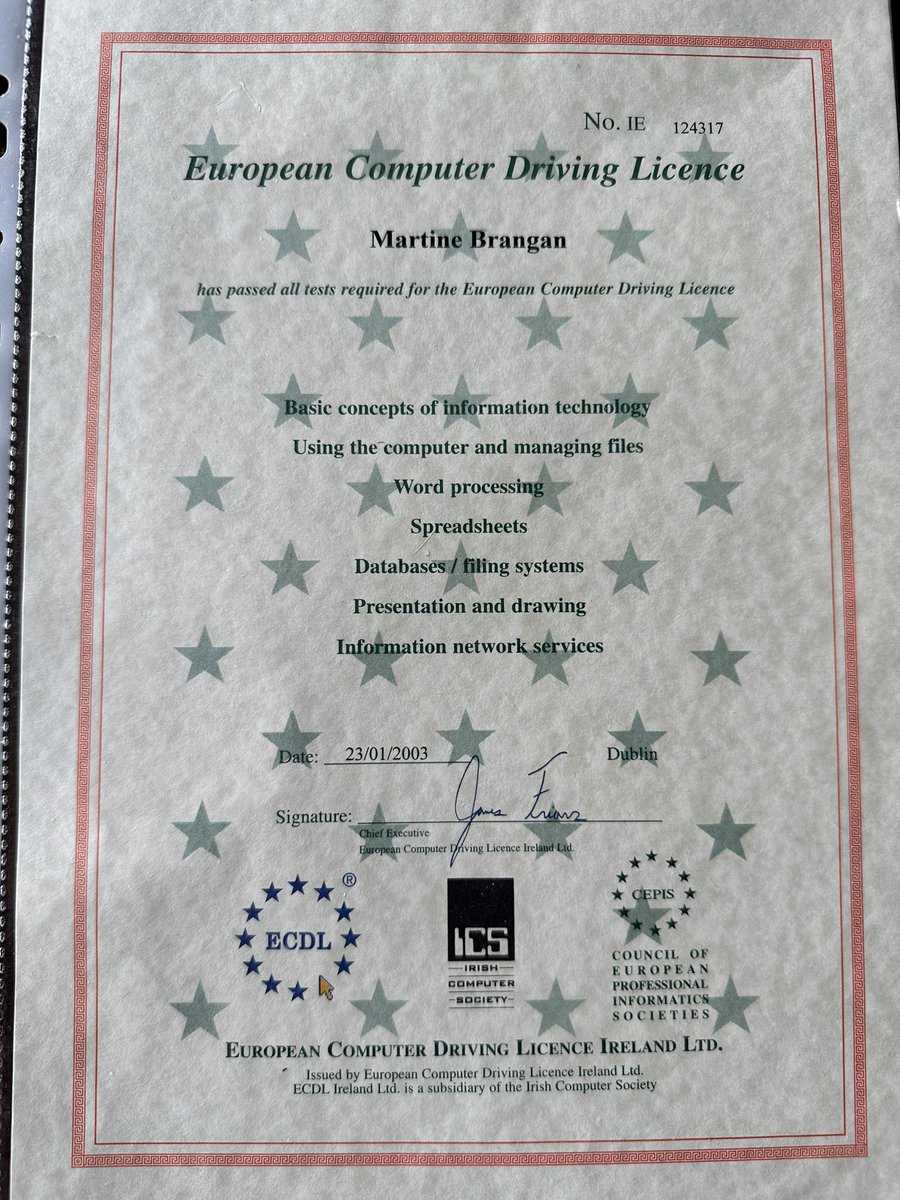 No. IE 124317
European Computer Driving Licence
Martine Brangan
has passed all tests required for the European Computer Driving Licence
Basic concepts of information technology
Using the computer and managing files
Word processing
Spreadsheets
Databases / filing systems
Presentation and drawing
Information network services
Date: 23/01/2003 Dublin
Signature: James Friars
Chief Executive
European Computer Driving Licence Ireland Ltd.
ECDL ®
ICS
IRISH
COMPUTER
SOCIETY
CEPIS
COUNCIL OF
EUROPEAN
PROFESSIONAL
INFORMATICS
SOCIETIES
EUROPEAN COMPUTER DRIVING LICENCE IRELAND LTD.
Issued by European Computer Driving Licence Ireland Ltd.
ECDL Ireland Ltd. is a subsidiary of the Irish Computer Society